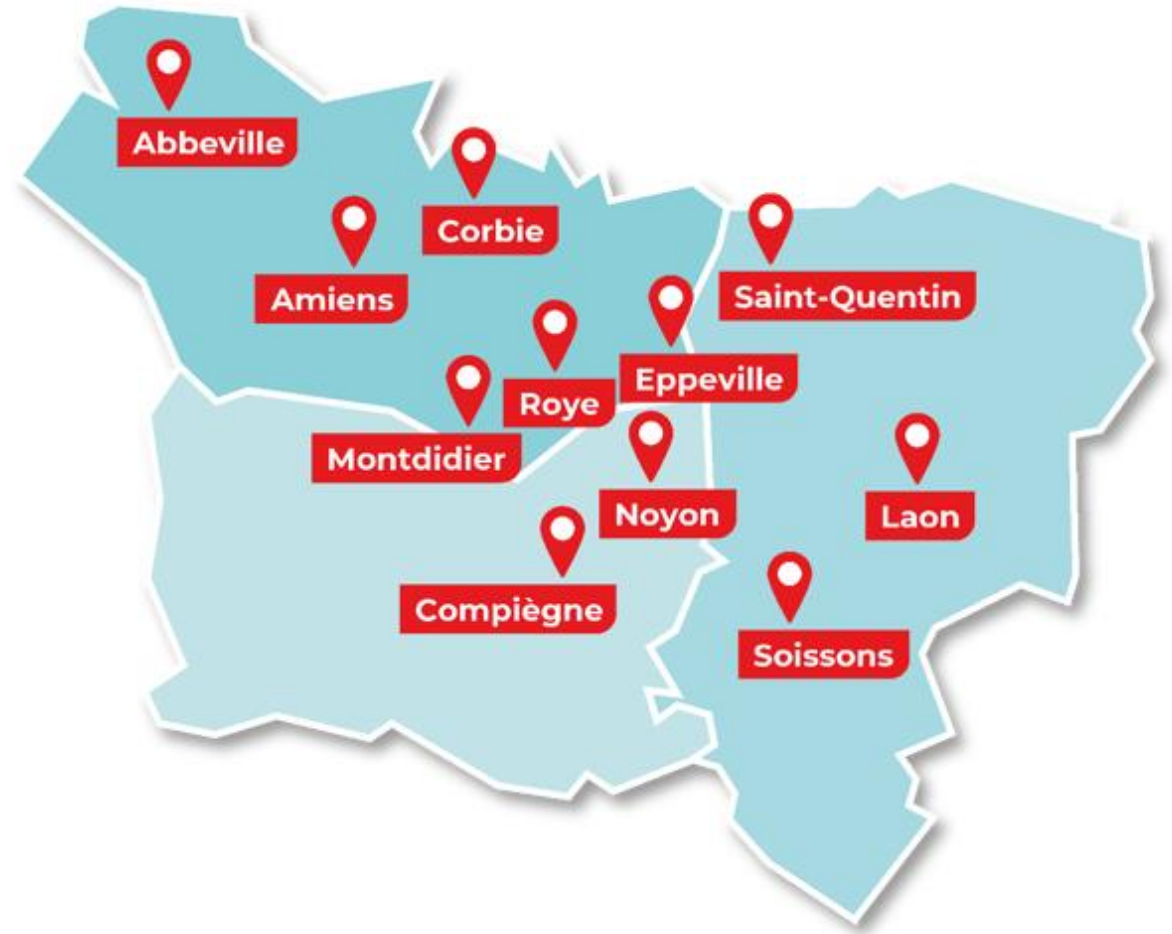 Abbeville
Corbie
Amiens
Saint-Quentin
Eppeville
Roye
Montdidier
Noyon
Laon
Compiègne
Soissons